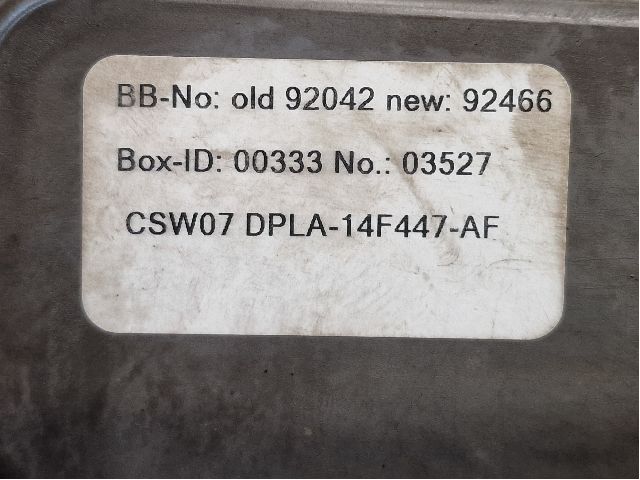 BB-No: old 92042 new: 92466
Box-ID: 00333 No.: 03527
CSW07 DPLA-14F447-AF